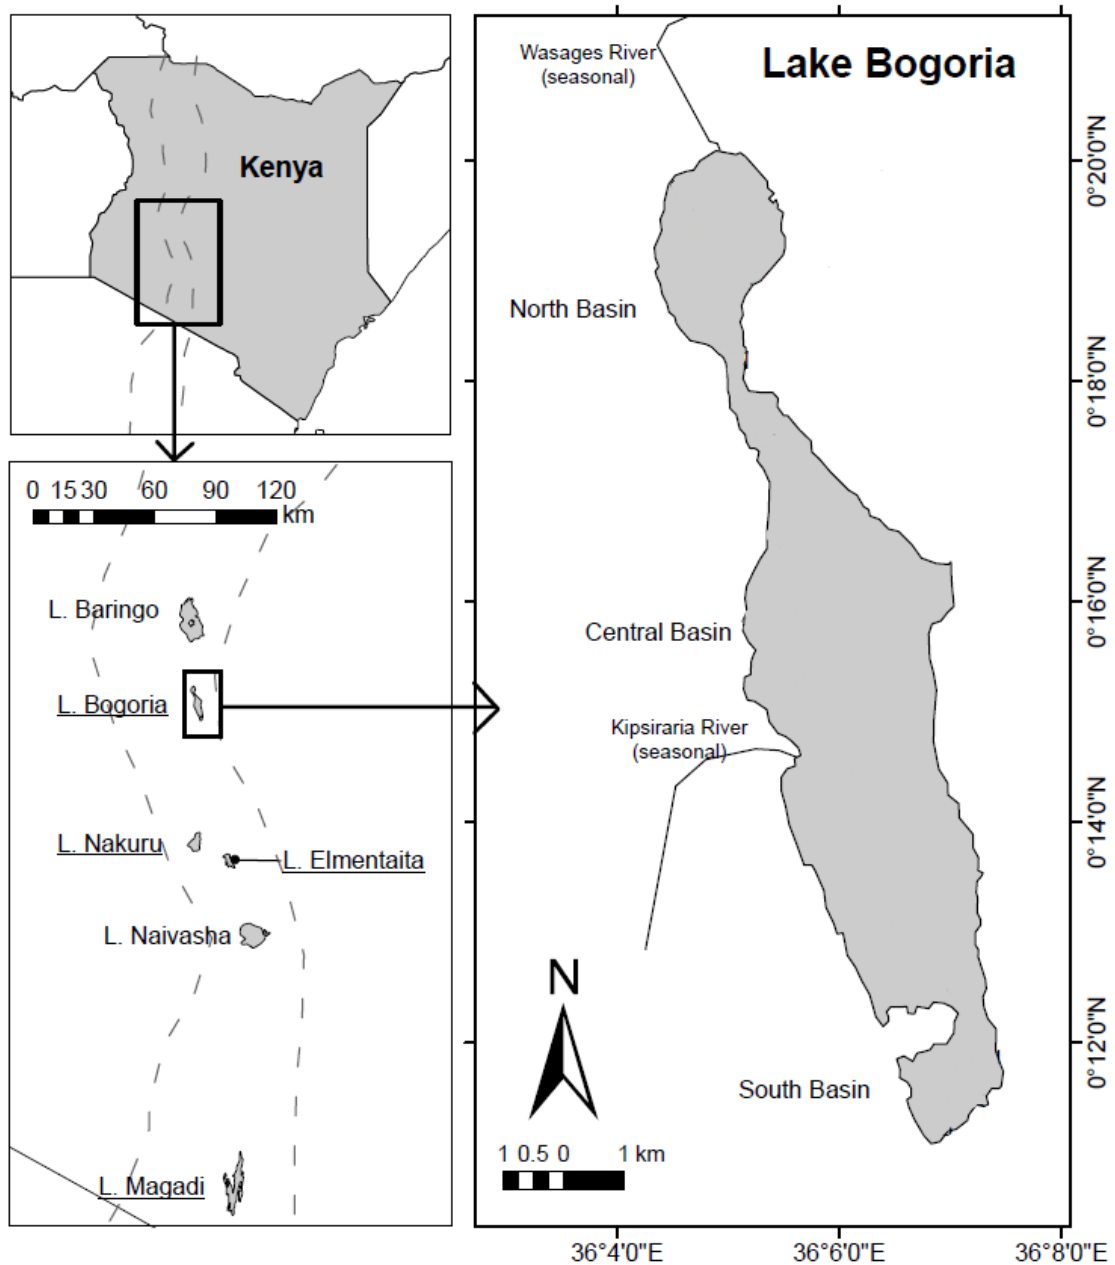 Kenya
0 15 30 60 90 120
km
L. Baringo
L. Bogoria
L. Nakuru
L. Elmentaita
L. Naivasha
L. Magadi
Lake Bogoria
Wasages River
(seasonal)
North Basin
Central Basin
Kipsiraria River
(seasonal)
South Basin
N
1 0.5 0 1 km
0°20'0"N
0°18'0"N
0°16'0"N
0°14'0"N
0°12'0"N
36°4'0"E 36°6'0"E 36°8'0"E